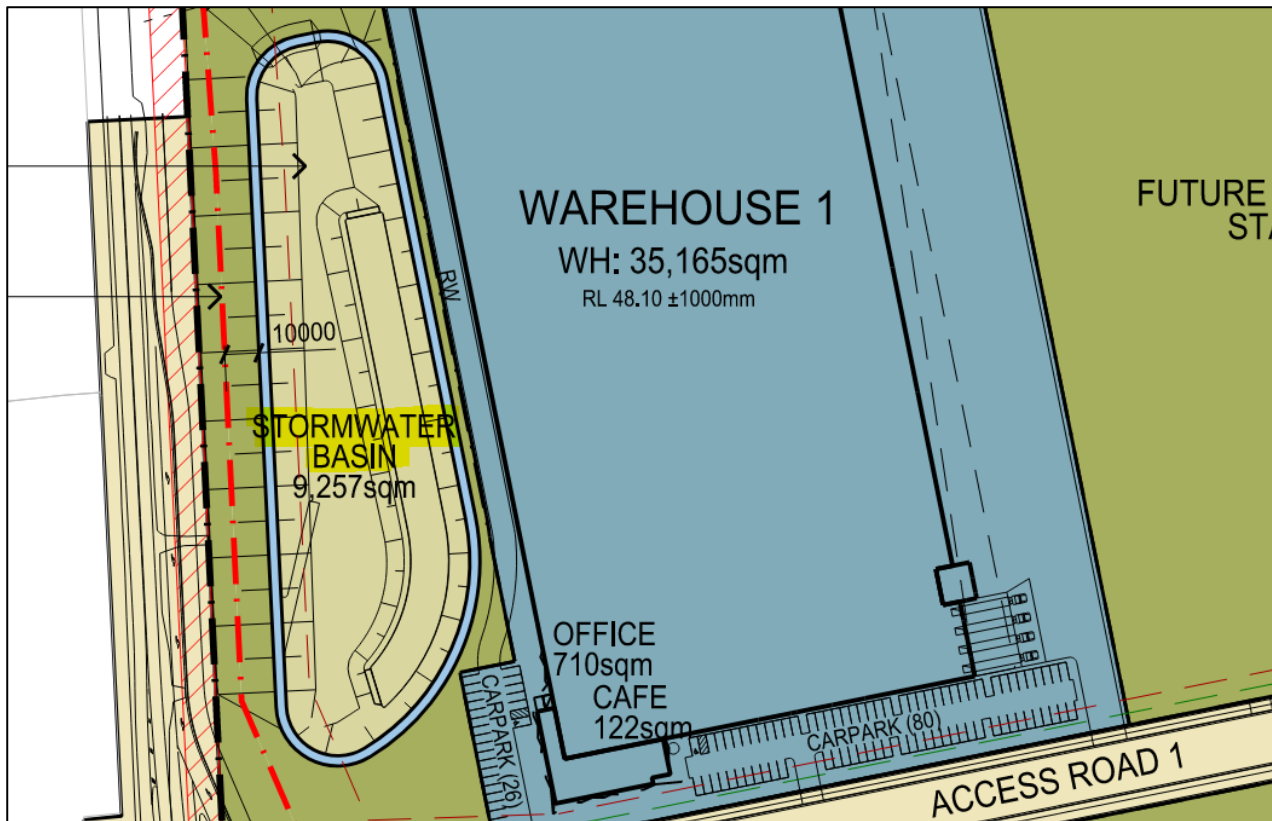 WAREHOUSE 1
WH: 35,165sqm
RL 48.10 ±1000mm
FUTURE
STA
RW
10000
STORMWATER
BASIN
9,257sqm
OFFICE
710sqm
CAFE
122sqm
CARPARK (26)
CARPARK (80)
ACCESS ROAD 1